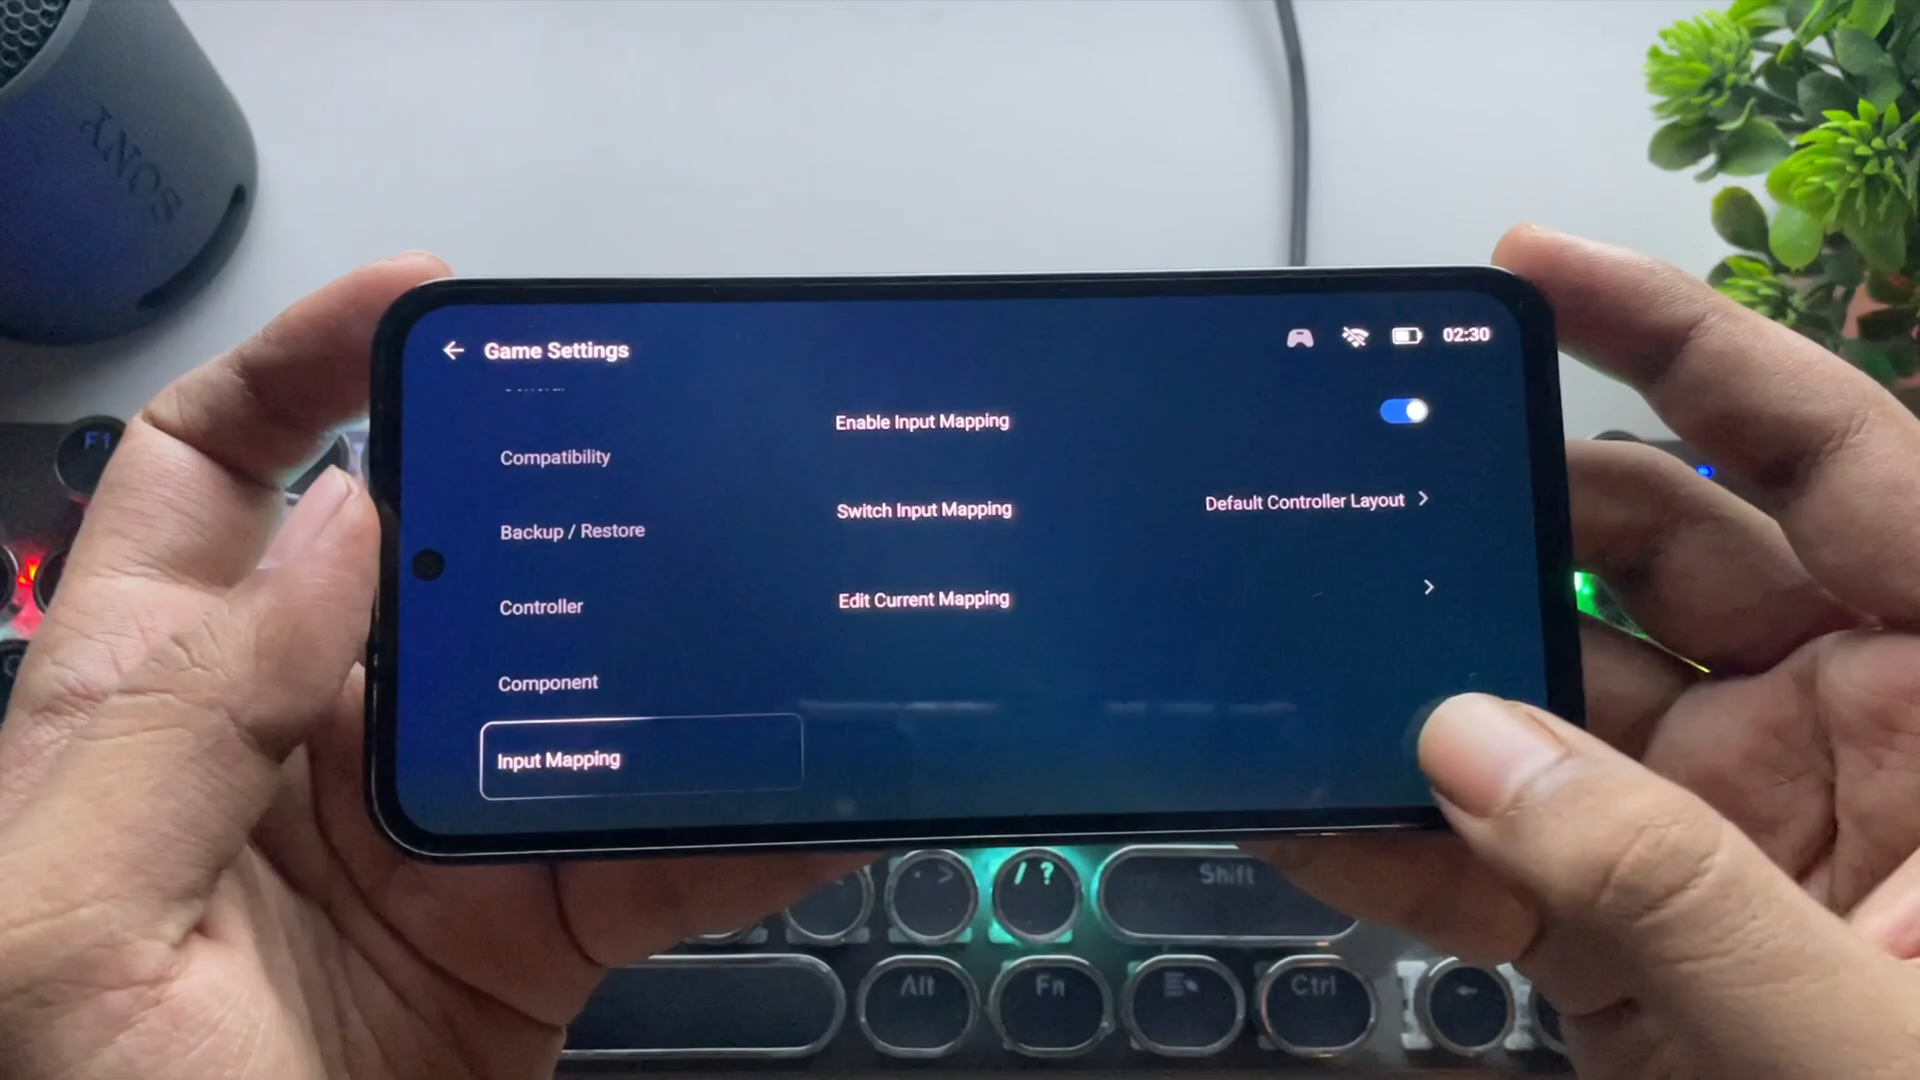 SONY
Game Settings
02:30
Compatibility
Backup / Restore
Controller
Component
Input Mapping
Enable Input Mapping
Switch Input Mapping
Default Controller Layout
Edit Current Mapping
F1
. >
/ ?
Shift
Alt
Fn
Ctrl